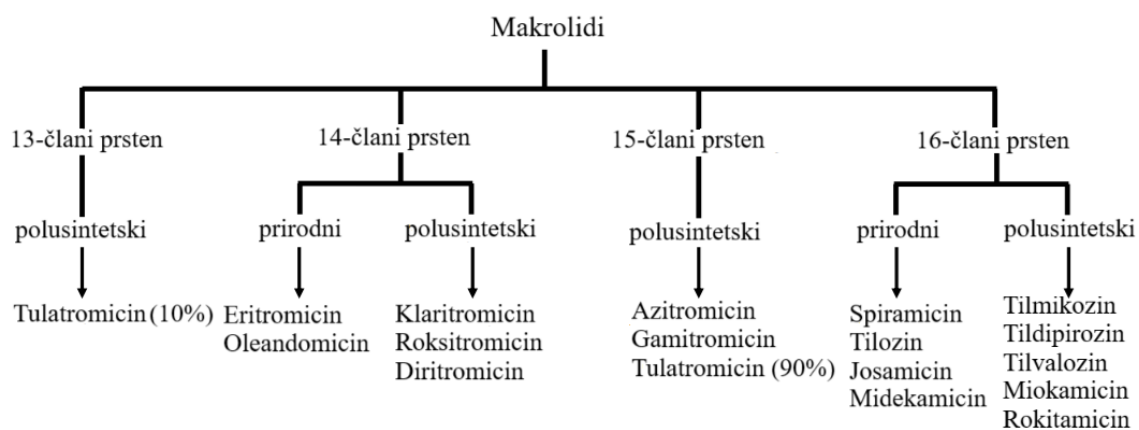 Makrolidi
13-člani prsten
14-člani prsten
15-člani prsten
16-člani prsten
polusintetski
prirodni
polusintetski
polusintetski
prirodni
polusintetski
Tulatromicin (10%)
Eritromicin
Oleandomicin
Klaritromicin
Roksitromicin
Diritromicin
Azitromicin
Gamitromicin
Tulatromicin (90%)
Spiramicin
Tilozin
Josamicin
Midekamicin
Tilmikozin
Tildipirozin
Tilvalozin
Miokamicin
Rokitamicin